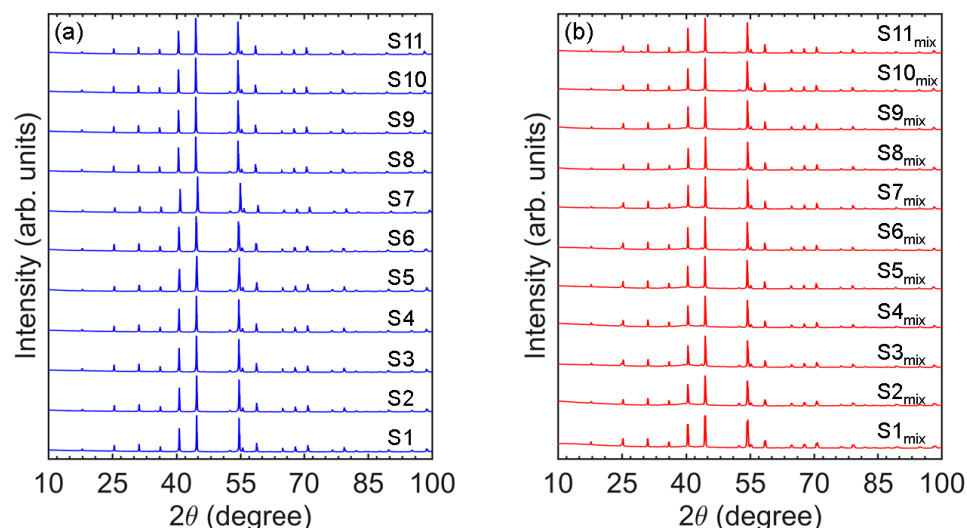 (a)
S11
S10
S9
S8
S7
S6
S5
S4
S3
S2
S1
Intensity (arb. units)
10 25 40 55 70 85 100
2θ (degree)
(b)
S11mix
S10mix
S9mix
S8mix
S7mix
S6mix
S5mix
S4mix
S3mix
S2mix
S1mix
Intensity (arb. units)
10 25 40 55 70 85 100
2θ (degree)